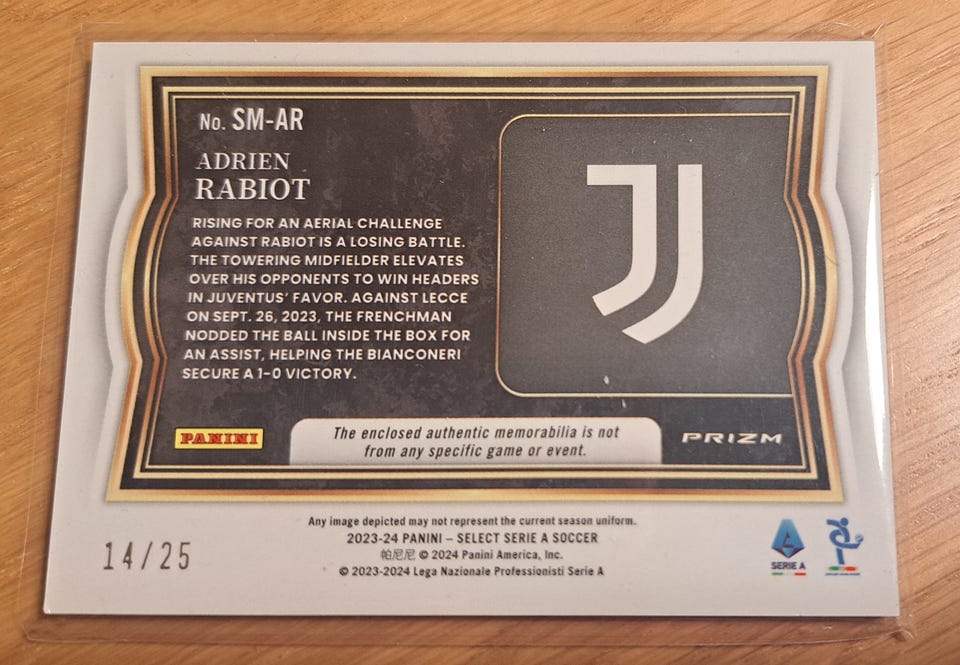 No. SM-AR
ADRIEN
RABIOT
RISING FOR AN AERIAL CHALLENGE
AGAINST RABIOT IS A LOSING BATTLE.
THE TOWERING MIDFIELDER ELEVATES
OVER HIS OPPONENTS TO WIN HEADERS
IN JUVENTUS' FAVOR. AGAINST LECCE
ON SEPT. 26, 2023, THE FRENCHMAN
NODDED THE BALL INSIDE THE BOX FOR
AN ASSIST, HELPING THE BIANCONERI
SECURE A 1-0 VICTORY.
PANINI
The enclosed authentic memorabilia is not
from any specific game or event.
PRIZM
Any image depicted may not represent the current season uniform.
2023-24 PANINI – SELECT SERIE A SOCCER
帕尼尼 © 2024 Panini America, Inc.
© 2023-2024 Lega Nazionale Professionisti Serie A
14/25
SERIE A